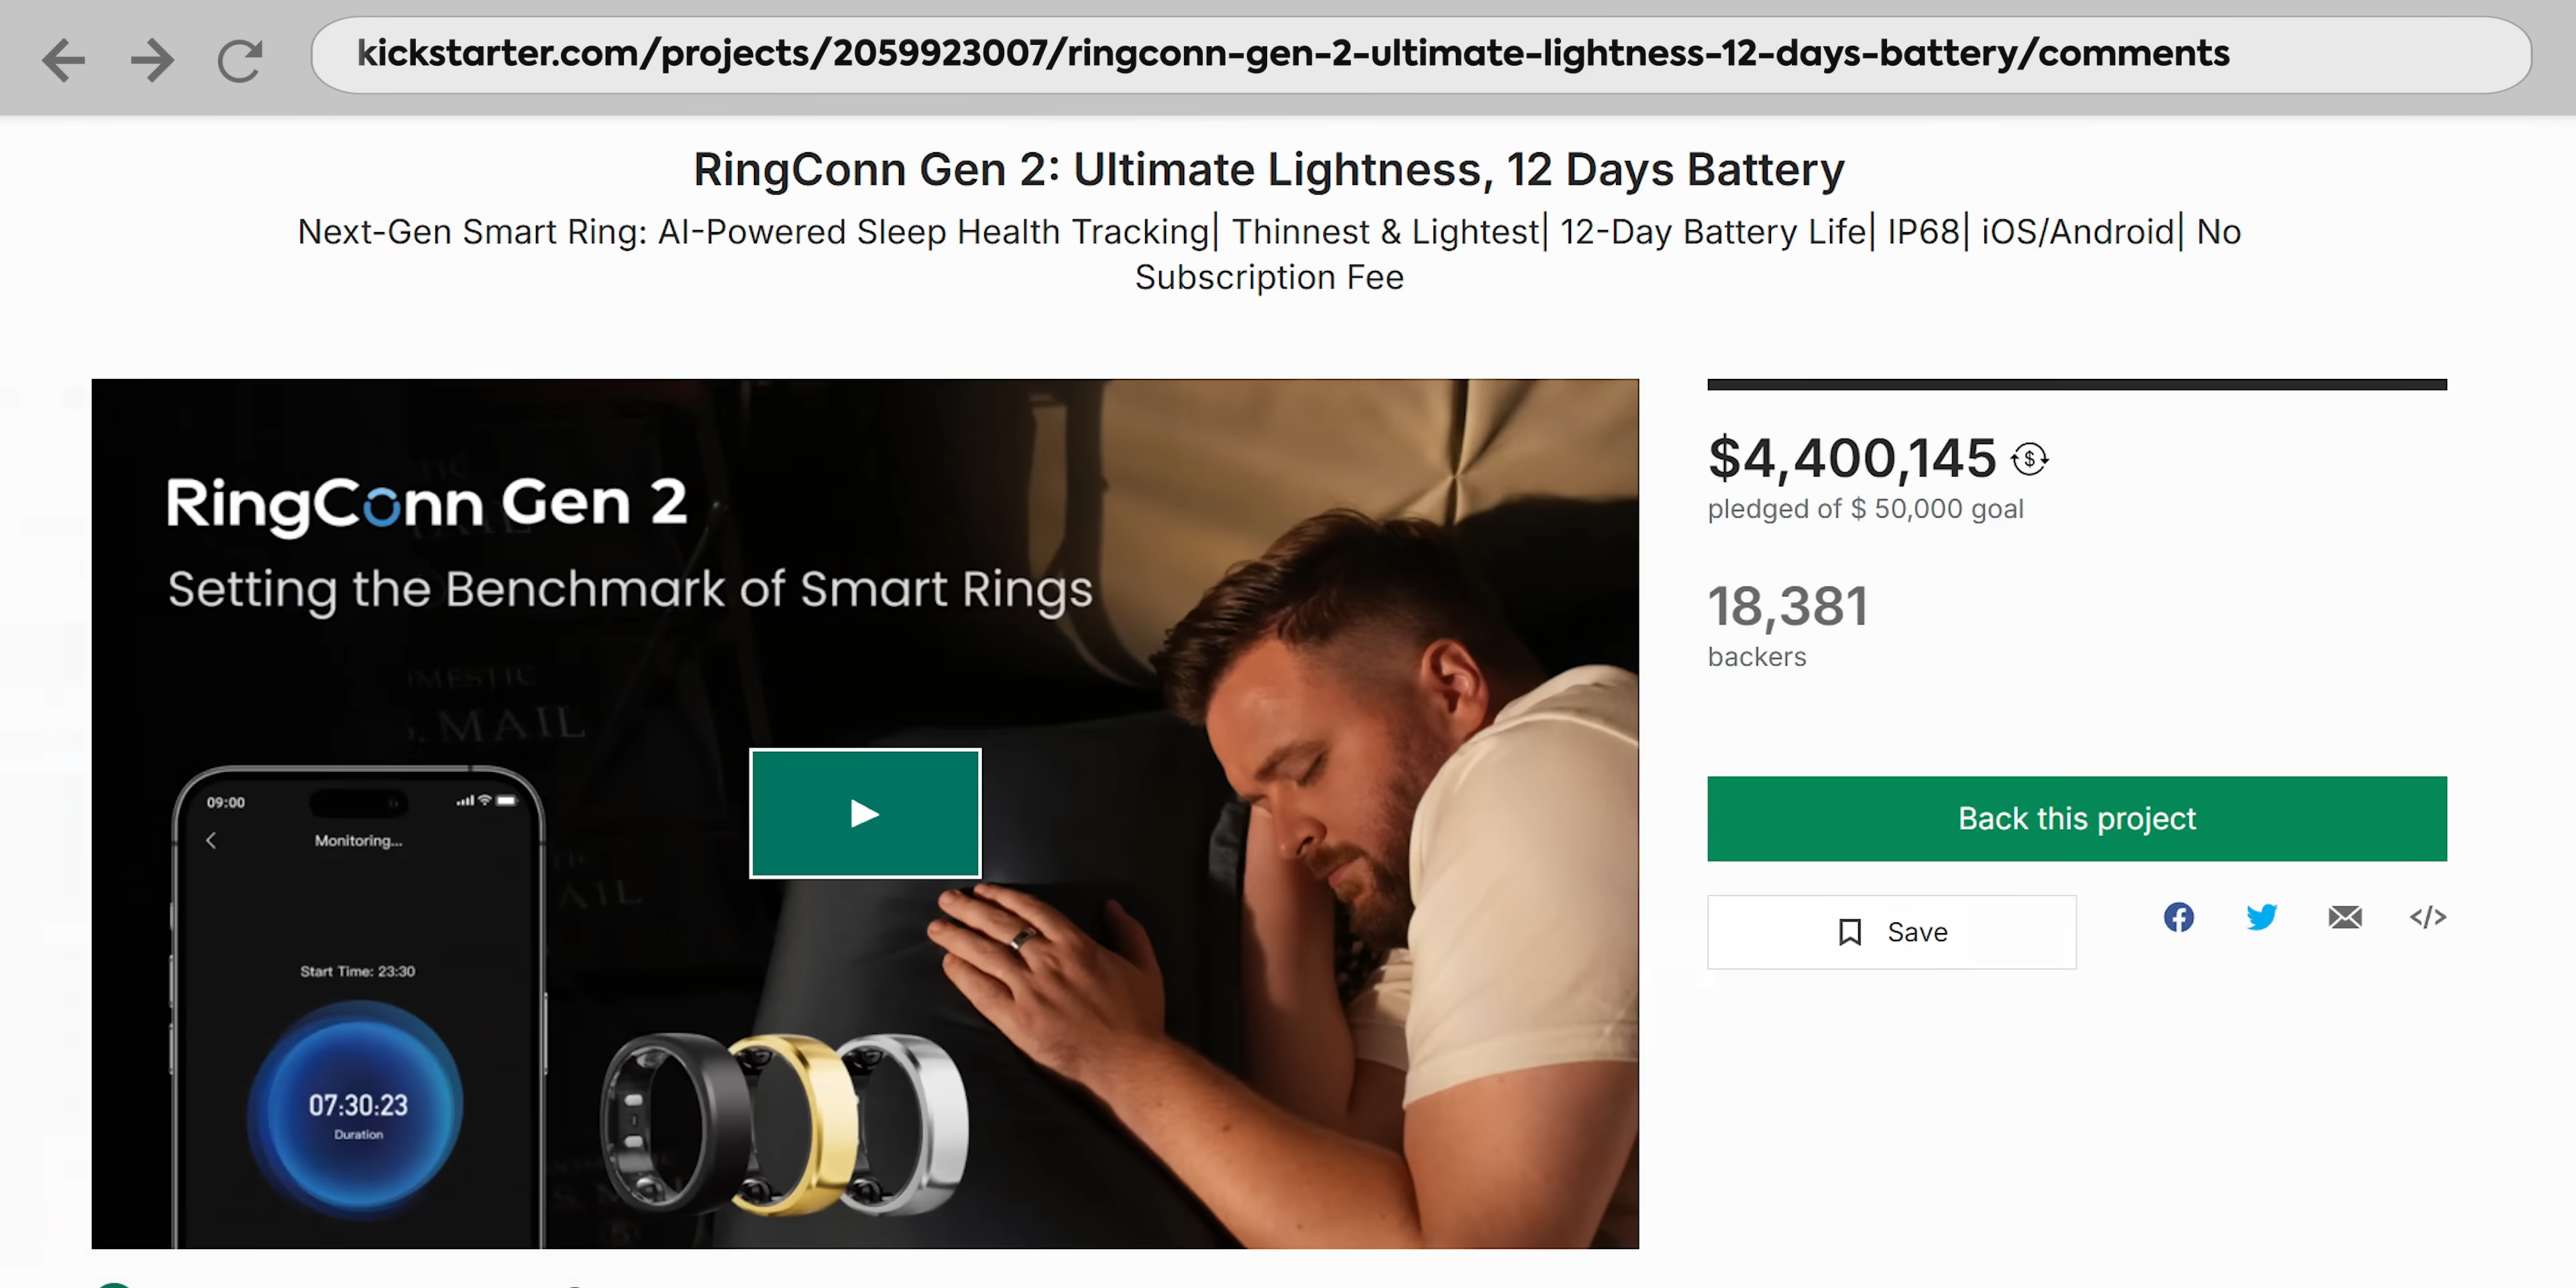 kickstarter.com/projects/2059923007/ringconn-gen-2-ultimate-lightness-12-days-battery/comments
RingConn Gen 2: Ultimate Lightness, 12 Days Battery
Next-Gen Smart Ring: AI-Powered Sleep Health Tracking| Thinnest & Lightest| 12-Day Battery Life| IP68| iOS/Android| No
Subscription Fee
RingConn Gen 2
Setting the Benchmark of Smart Rings
MAIL
09:00
Monitoring...
Start Time: 23:30
07:30:23
Duration
$4,400,145
pledged of $ 50,000 goal
18,381
backers
Back this project
Save